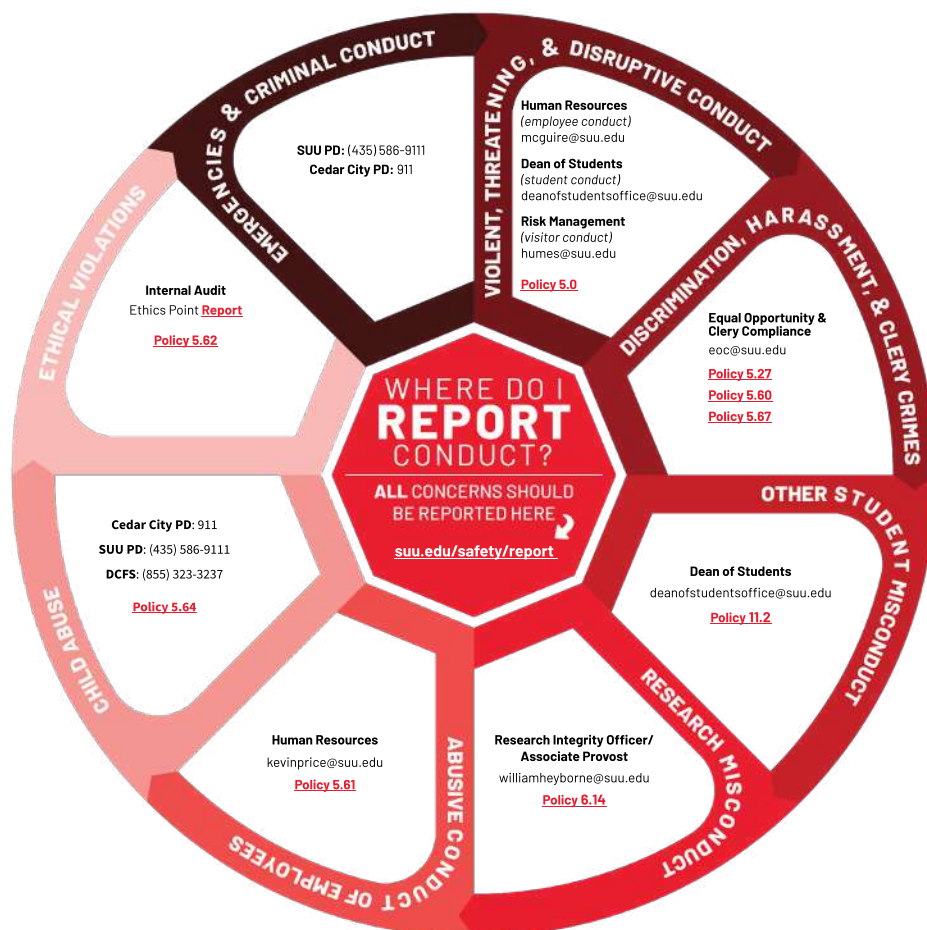 WHERE DO I
REPORT
CONDUCT?
ALL CONCERNS SHOULD
BE REPORTED HERE
suu.edu/safety/report
EMERGENCIES & CRIMINAL CONDUCT
SUU PD: (435) 586-9111
Cedar City PD: 911
VIOLENT, THREATENING, & DISRUPTIVE CONDUCT
Human Resources
(employee conduct)
mcguire@suu.edu
Dean of Students
(student conduct)
deanofstudentsoffice@suu.edu
Risk Management
(visitor conduct)
humes@suu.edu
Policy 5.0
DISCRIMINATION, HARASSMENT, & CLERY CRIMES
Equal Opportunity &
Clery Compliance
eoc@suu.edu
Policy 5.27
Policy 5.60
Policy 5.67
OTHER STUDENT MISCONDUCT
Dean of Students
deanofstudentsoffice@suu.edu
Policy 11.2
RESEARCH MISCONDUCT
Research Integrity Officer/
Associate Provost
williamheyborne@suu.edu
Policy 6.14
ABUSIVE CONDUCT OF EMPLOYEES
Human Resources
kevinprice@suu.edu
Policy 5.61
CHILD ABUSE
Cedar City PD: 911
SUU PD: (435) 586-9111
DCFS: (855) 323-3237
Policy 5.64
ETHICAL VIOLATIONS
Internal Audit
Ethics Point Report
Policy 5.62